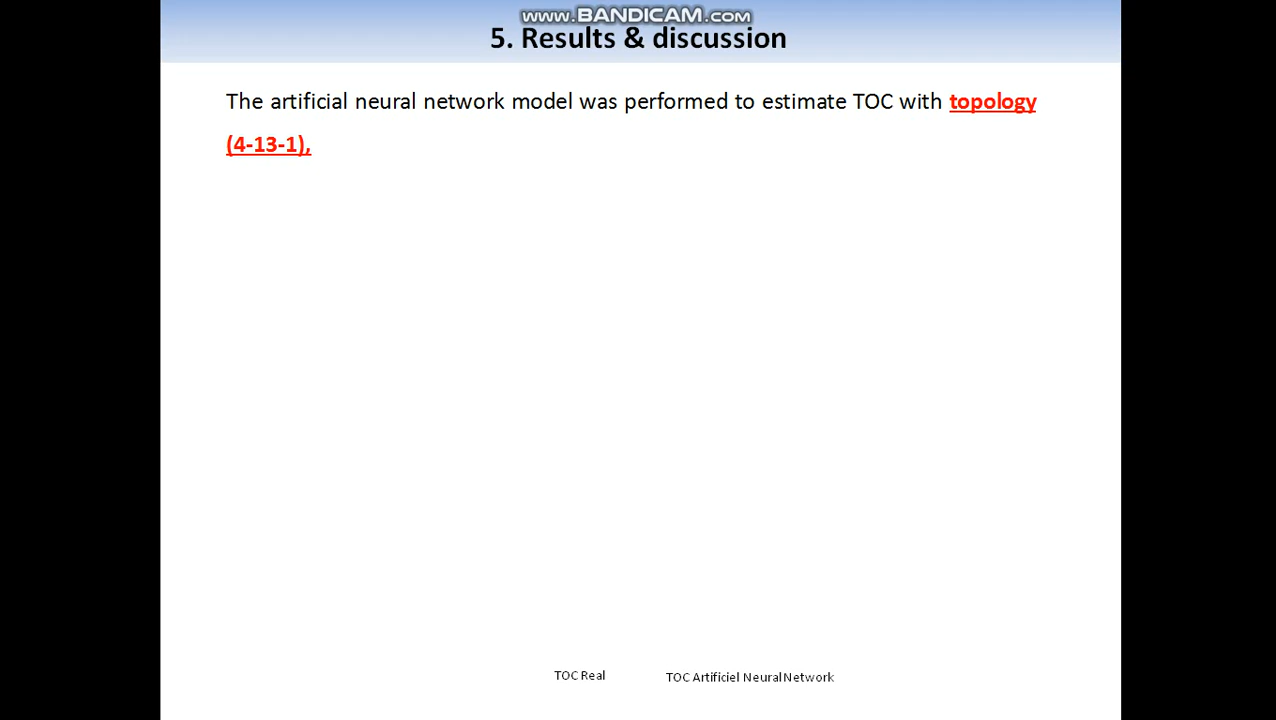 www.BANDICAM.com
5. Results & discussion
The artificial neural network model was performed to estimate TOC with topology
(4-13-1),
TOC Real
TOC Artificiel Neural Network